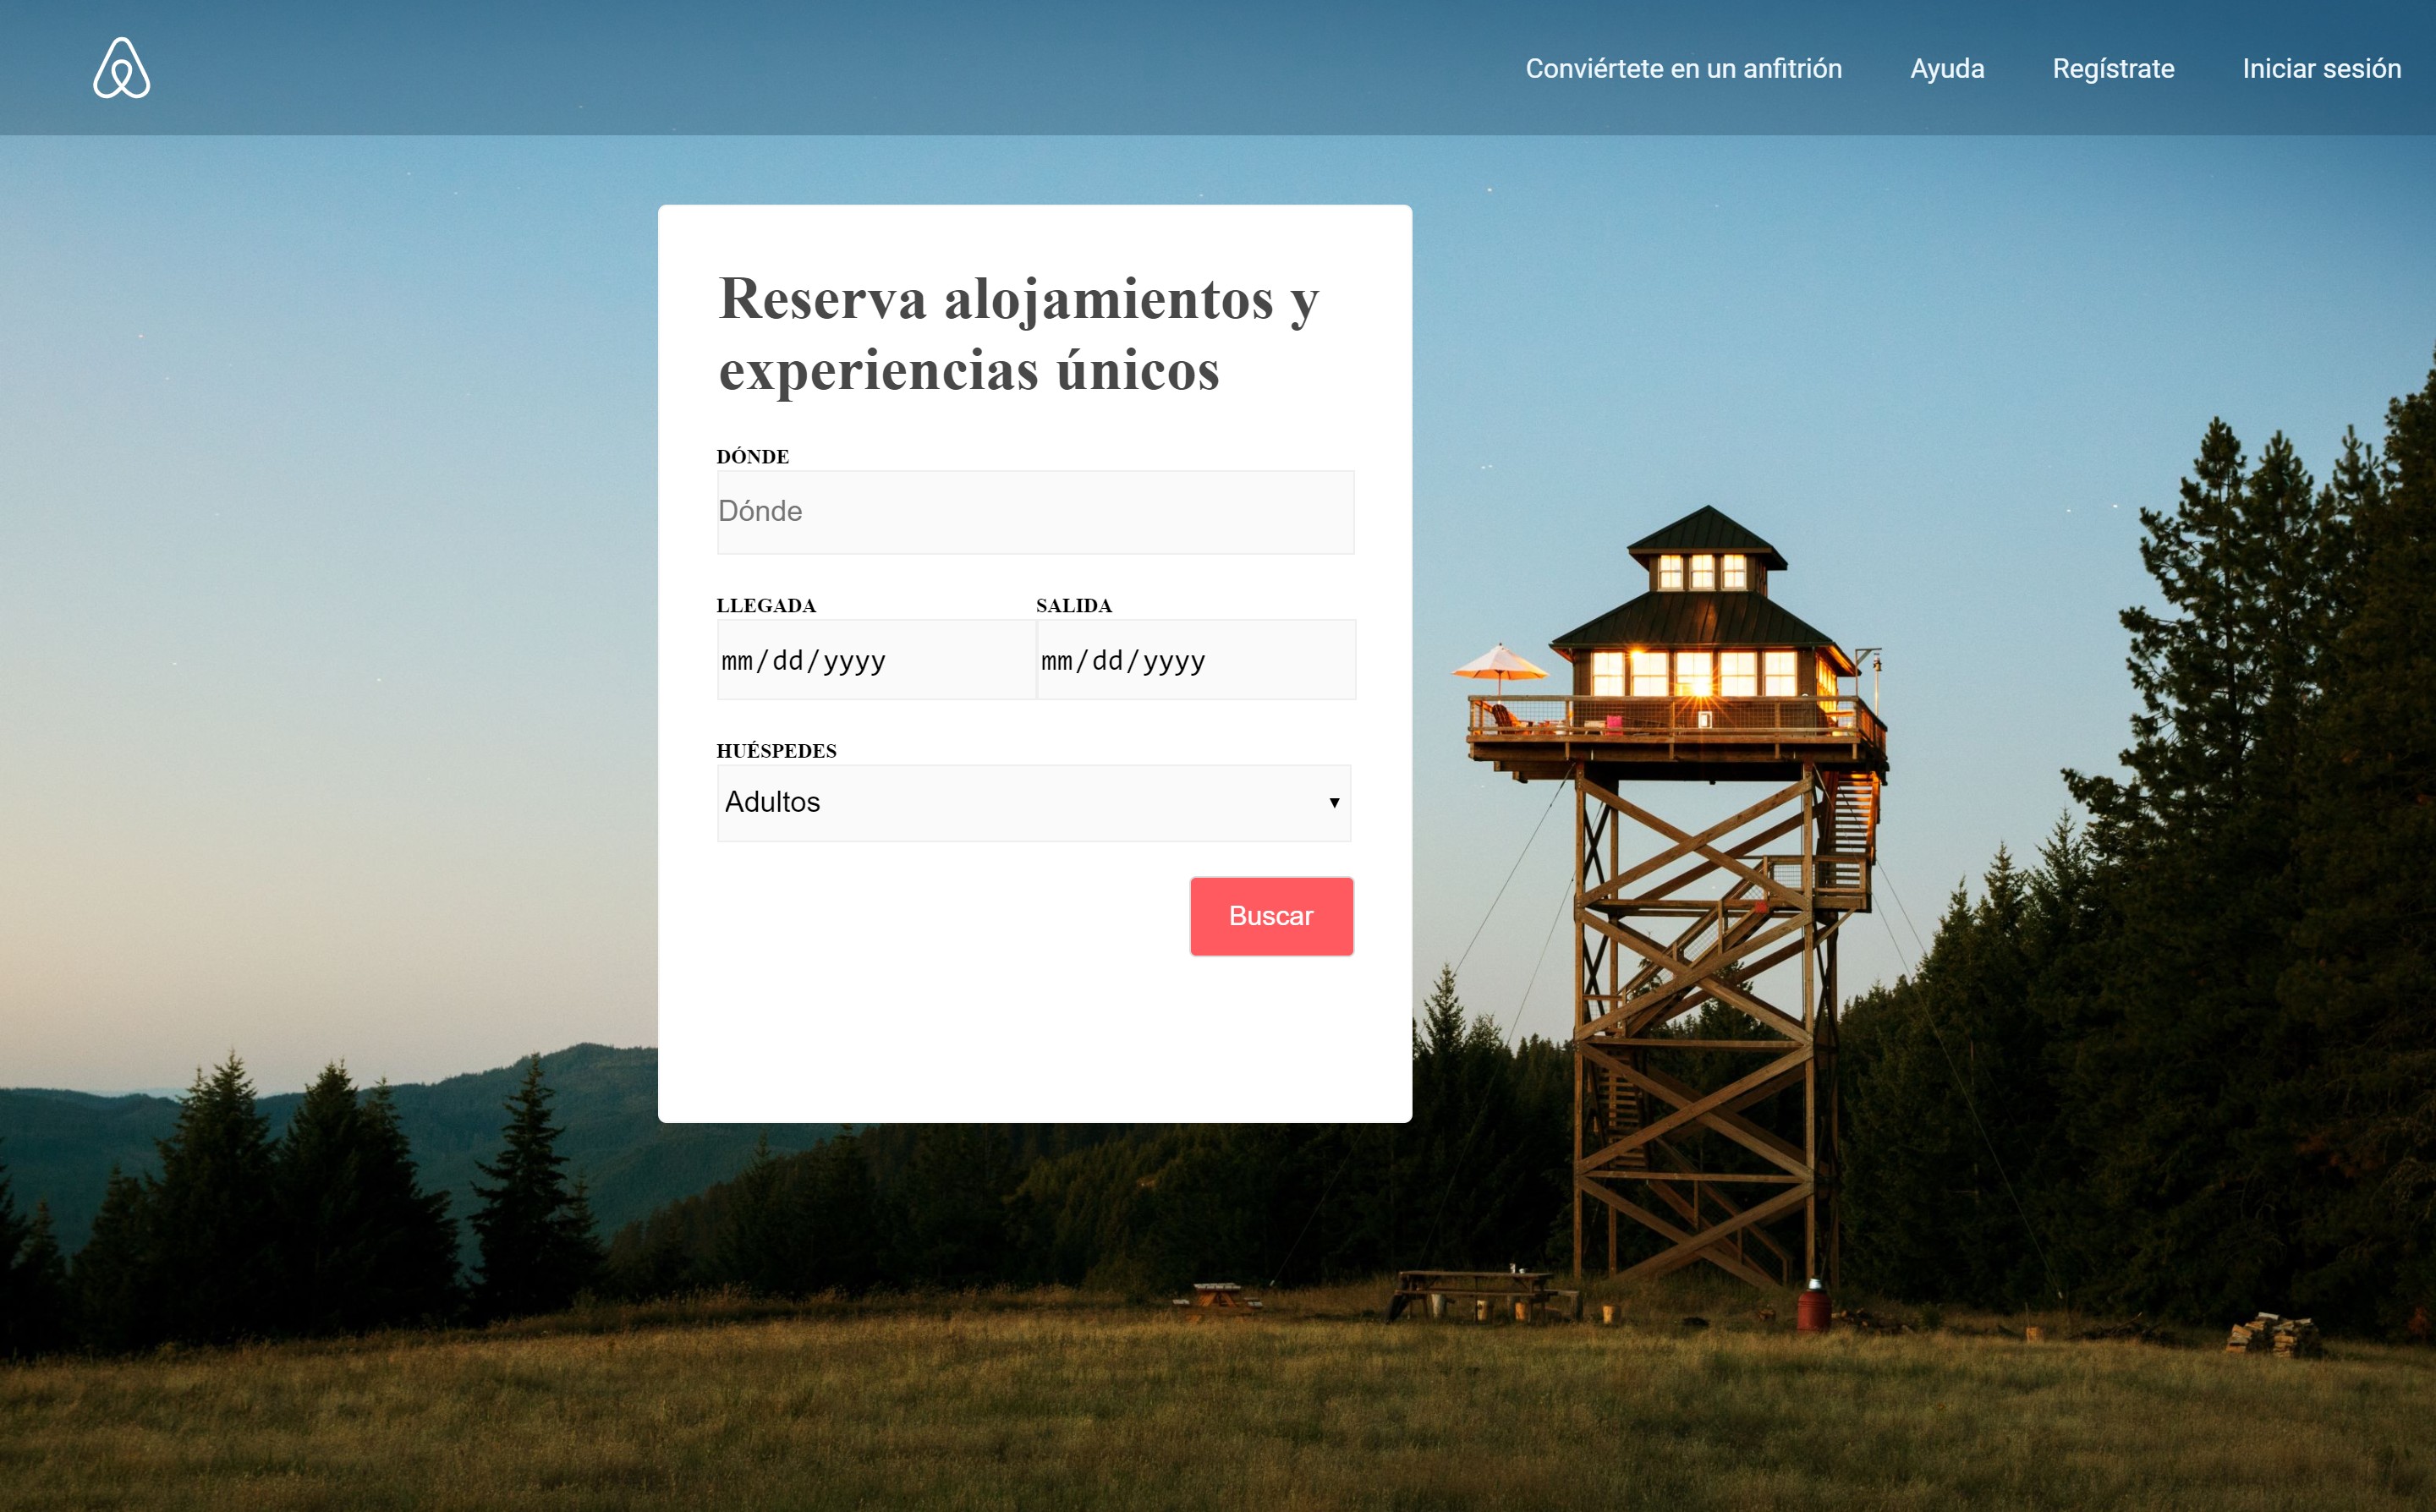 Conviértete en un anfitrión Ayuda Regístrate Iniciar sesión
Reserva alojamientos y
experiencias únicos
DÓNDE
Dónde
LLEGADA SALIDA
mm/dd/yyyy mm/dd/yyyy
HUÉSPEDES
Adultos
Buscar